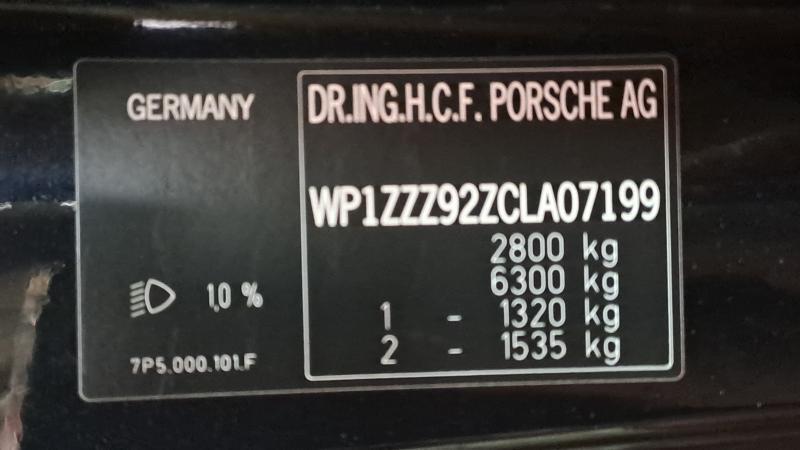 GERMANY
DR.ING.H.C.F. PORSCHE AG
WP1ZZZ92ZCLA07199
2800 kg
6300 kg
1 - 1320 kg
2 - 1535 kg
1,0 %
7P5.000.101.F